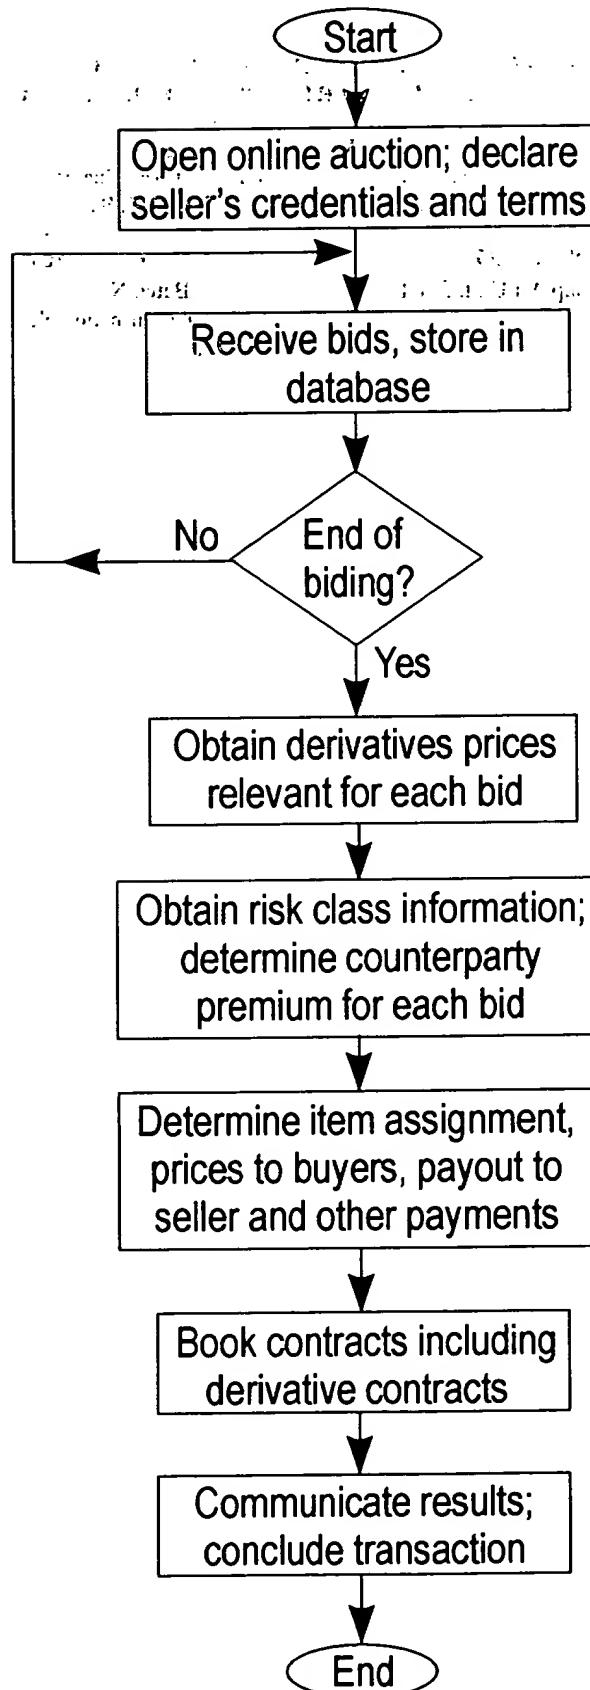 Start
Open online auction; declare
seller's credentials and terms
Receive bids, store in
database
End of
biding?
No
Yes
Obtain derivatives prices
relevant for each bid
Obtain risk class information;
determine counterparty
premium for each bid
Determine item assignment,
prices to buyers, payout to
seller and other payments
Book contracts including
derivative contracts
Communicate results;
conclude transaction
End